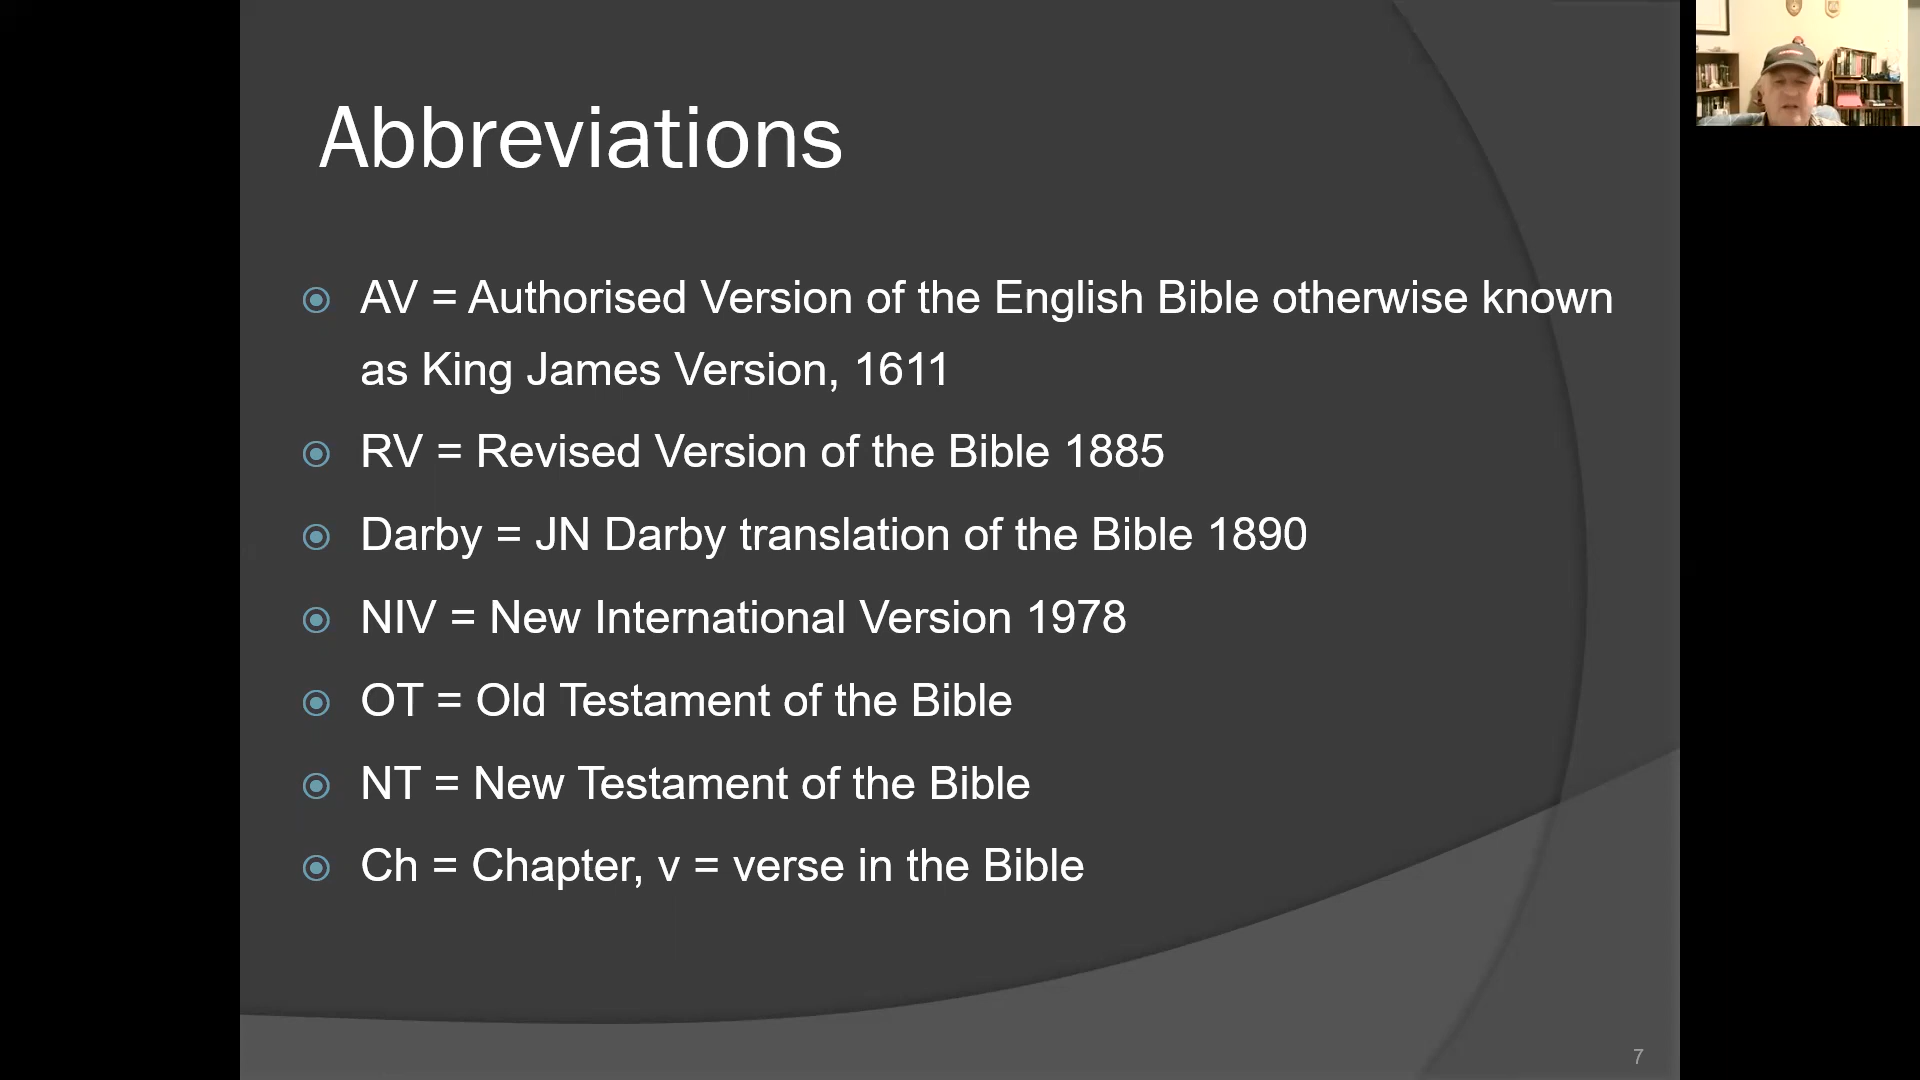 Abbreviations
AV = Authorised Version of the English Bible otherwise known
as King James Version, 1611
RV = Revised Version of the Bible 1885
Darby = JN Darby translation of the Bible 1890
NIV = New International Version 1978
OT = Old Testament of the Bible
NT = New Testament of the Bible
Ch = Chapter, v = verse in the Bible
7